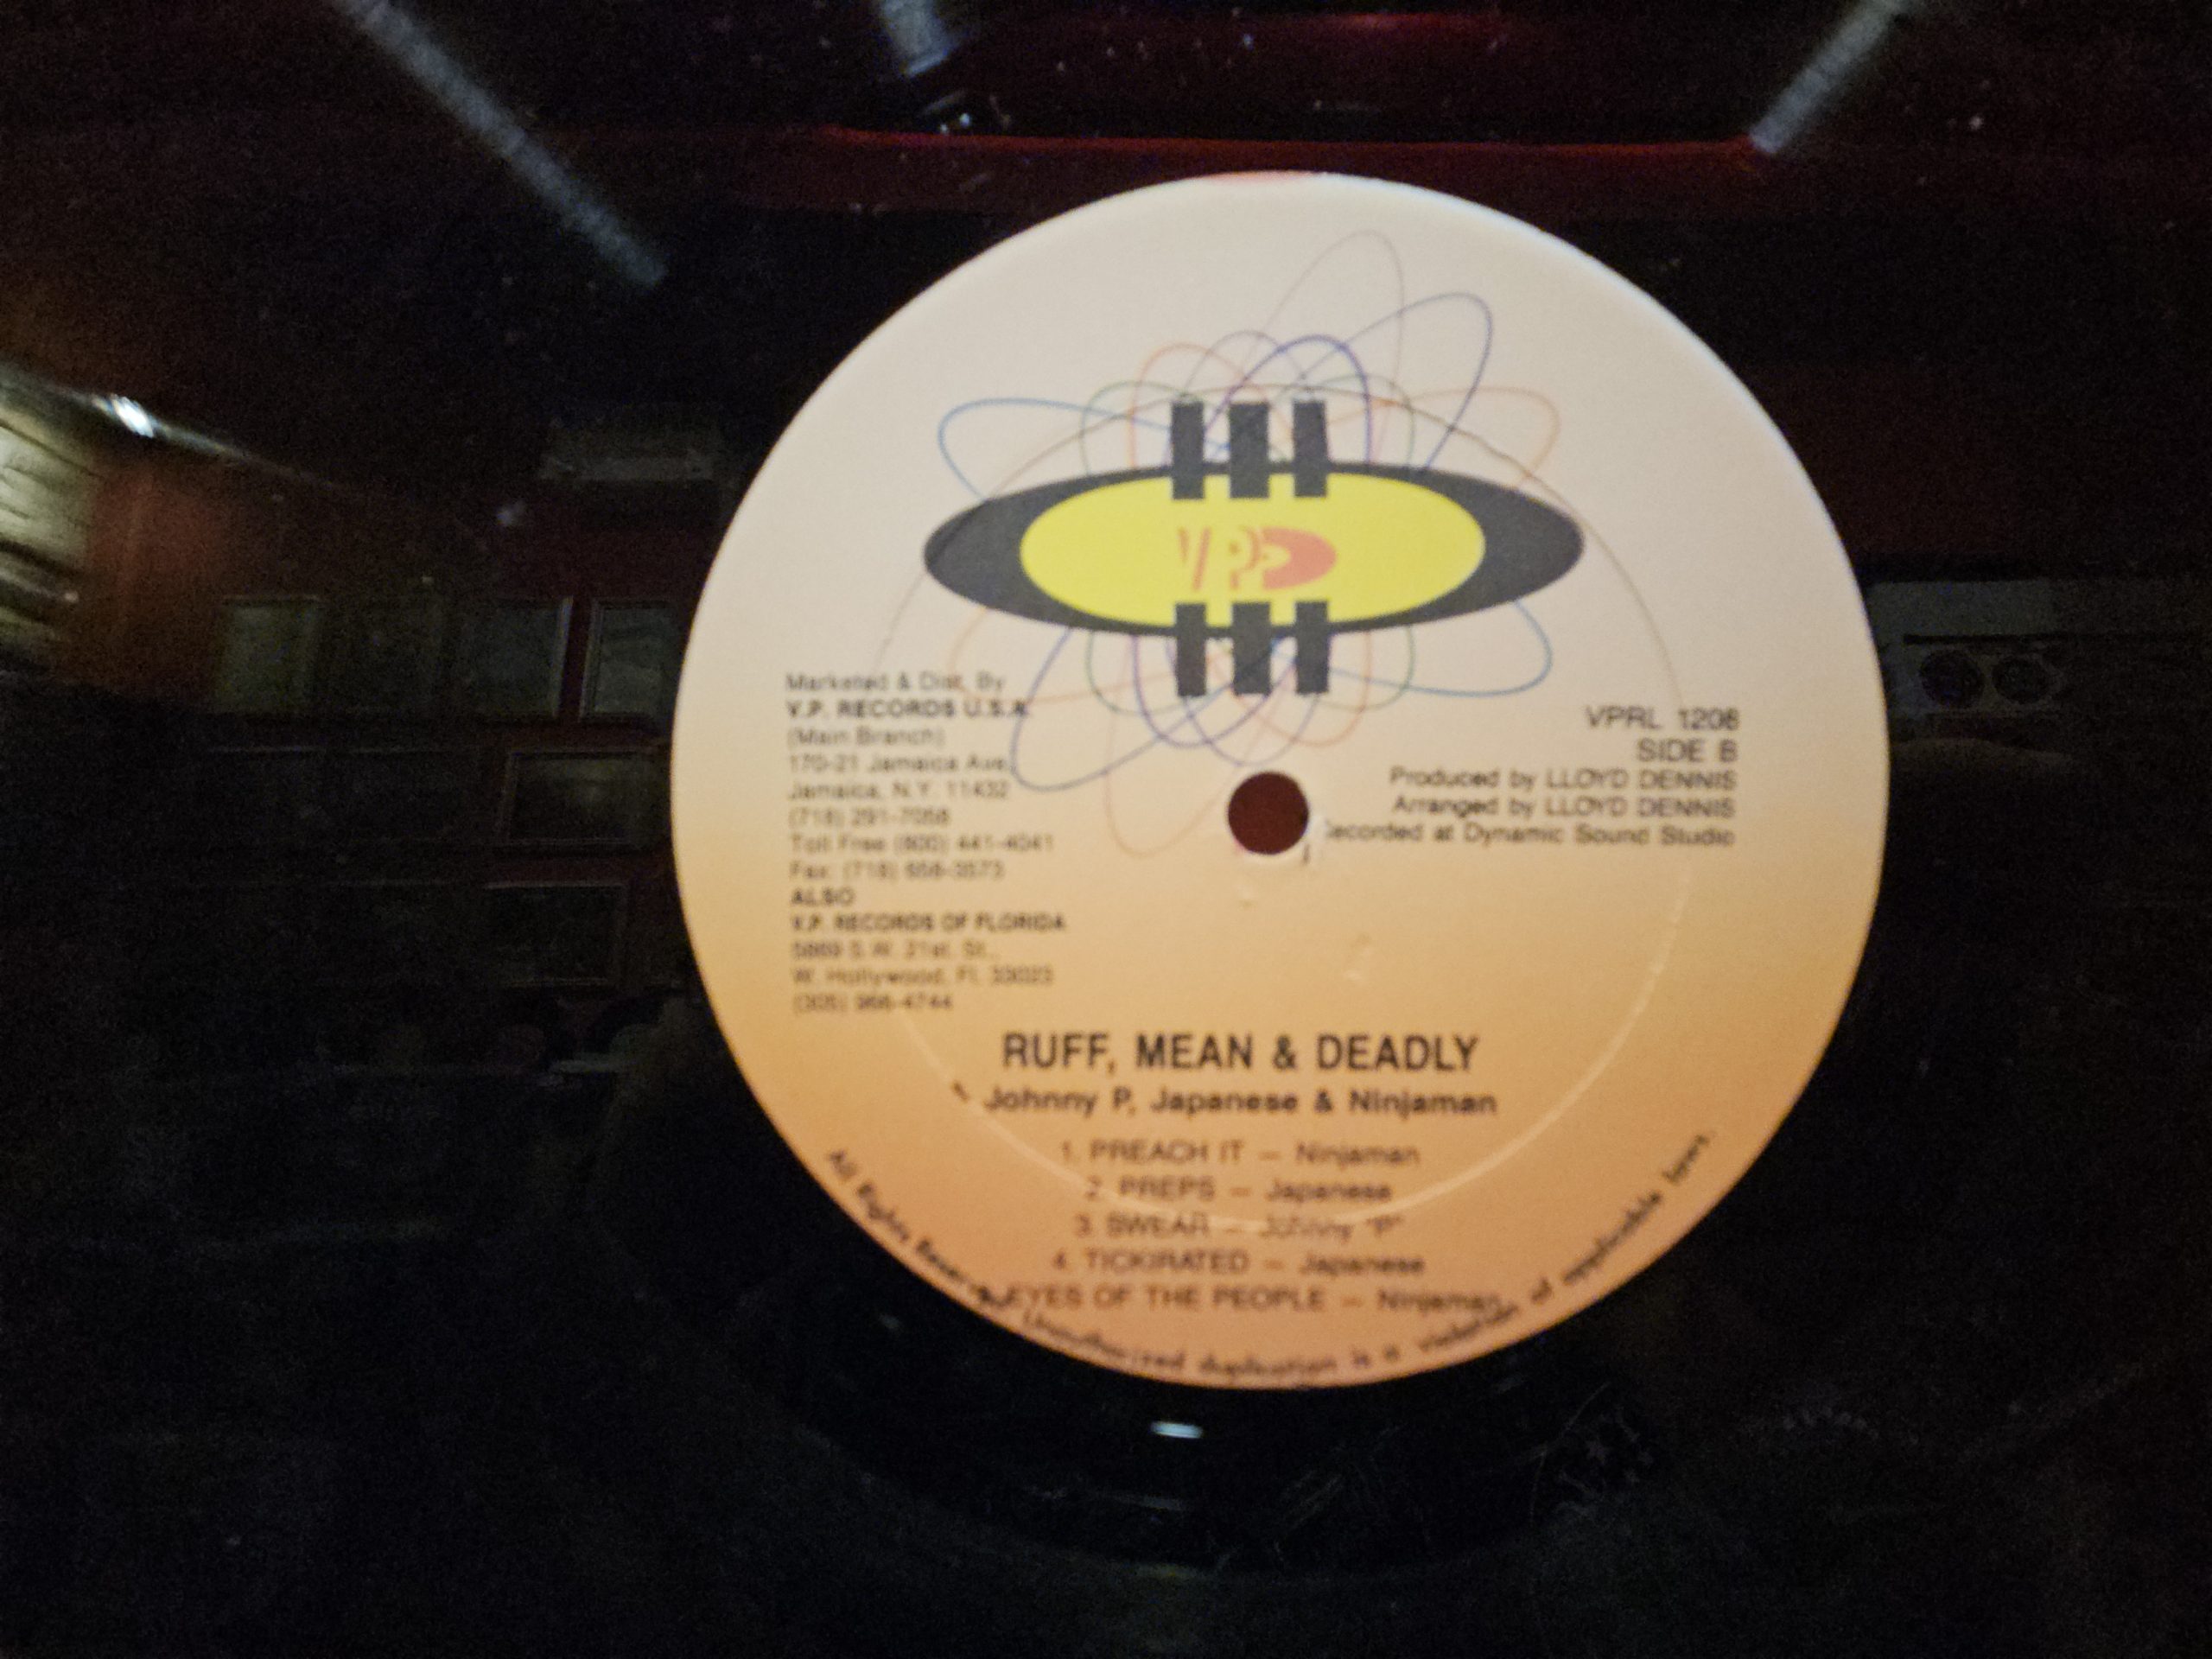 VP
Marketed & Dist. By
V.P. RECORDS U.S.A.
(Main Branch)
170-21 Jamaica Ave.
Jamaica, N.Y. 11432
(718) 291-7058
Toll Free (800) 441-4041
Fax: (718) 658-3573
ALSO
V.P. RECORDS OF FLORIDA
5889 S.W. 21st. St.,
W. Hollywood, Fl. 33023
(305) 966-4744
VPRL 1206
SIDE B
Produced by LLOYD DENNIS
Arranged by LLOYD DENNIS
Recorded at Dynamic Sound Studio
RUFF, MEAN & DEADLY
Johnny P, Japanese & Ninjaman
1. PREACH IT — Ninjaman
2. PREPS — Japanese
3. SWEAR — Johnny "P"
4. TICKIRATED — Japanese
EYES OF THE PEOPLE — Ninjaman
All Rights Reserved Unauthorized duplication is a violation of applicable laws.